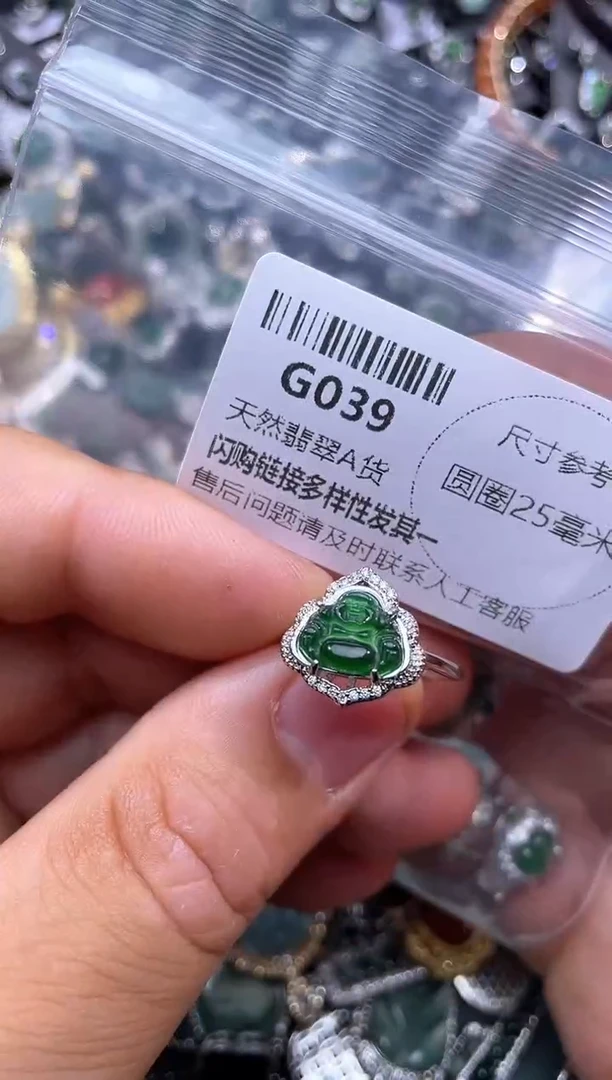 G039
天然翡翠A货
闪购链接多样性发其一
售后问题请及时联系人工客服
尺寸参考
圆圈25毫米